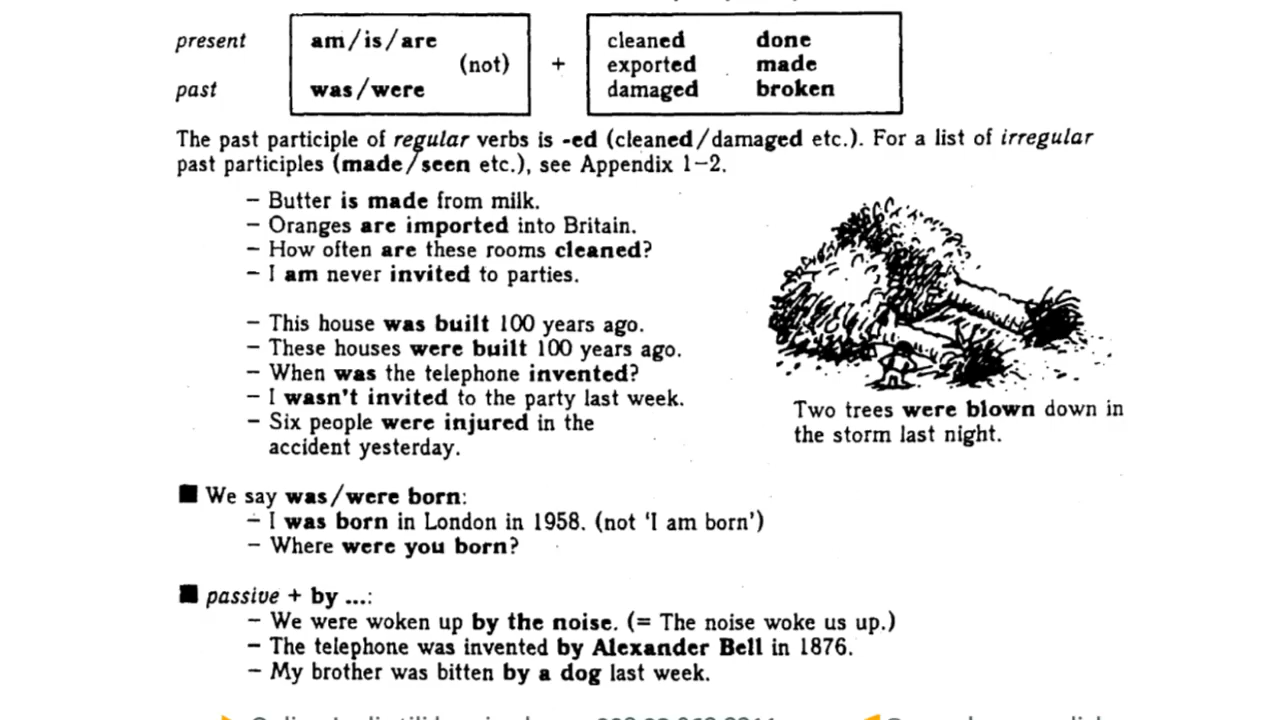 present am/is/are cleaned done
(not) + exported made
past was/were damaged broken
The past participle of regular verbs is -ed (cleaned/damaged etc.). For a list of irregular
past participles (made/seen etc.), see Appendix 1–2.
– Butter is made from milk.
– Oranges are imported into Britain.
– How often are these rooms cleaned?
– I am never invited to parties.
– This house was built 100 years ago.
– These houses were built 100 years ago.
– When was the telephone invented?
– I wasn't invited to the party last week.
– Six people were injured in the
accident yesterday.
Two trees were blown down in
the storm last night.
■ We say was/were born:
– I was born in London in 1958. (not ‘I am born’)
– Where were you born?
■ passive + by ...:
– We were woken up by the noise. (= The noise woke us up.)
– The telephone was invented by Alexander Bell in 1876.
– My brother was bitten by a dog last week.